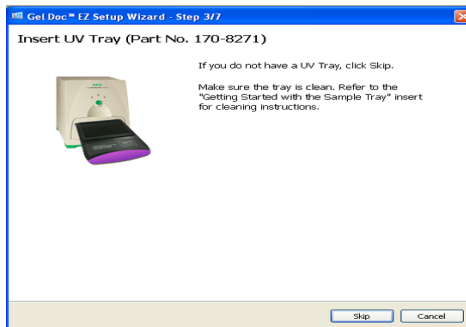 Gel Doc™ EZ Setup Wizard - Step 3/7
Insert UV Tray (Part No. 170-8271)
If you do not have a UV Tray, click Skip.
Make sure the tray is clean. Refer to the
"Getting Started with the Sample Tray" insert
for cleaning instructions.
Skip
Cancel